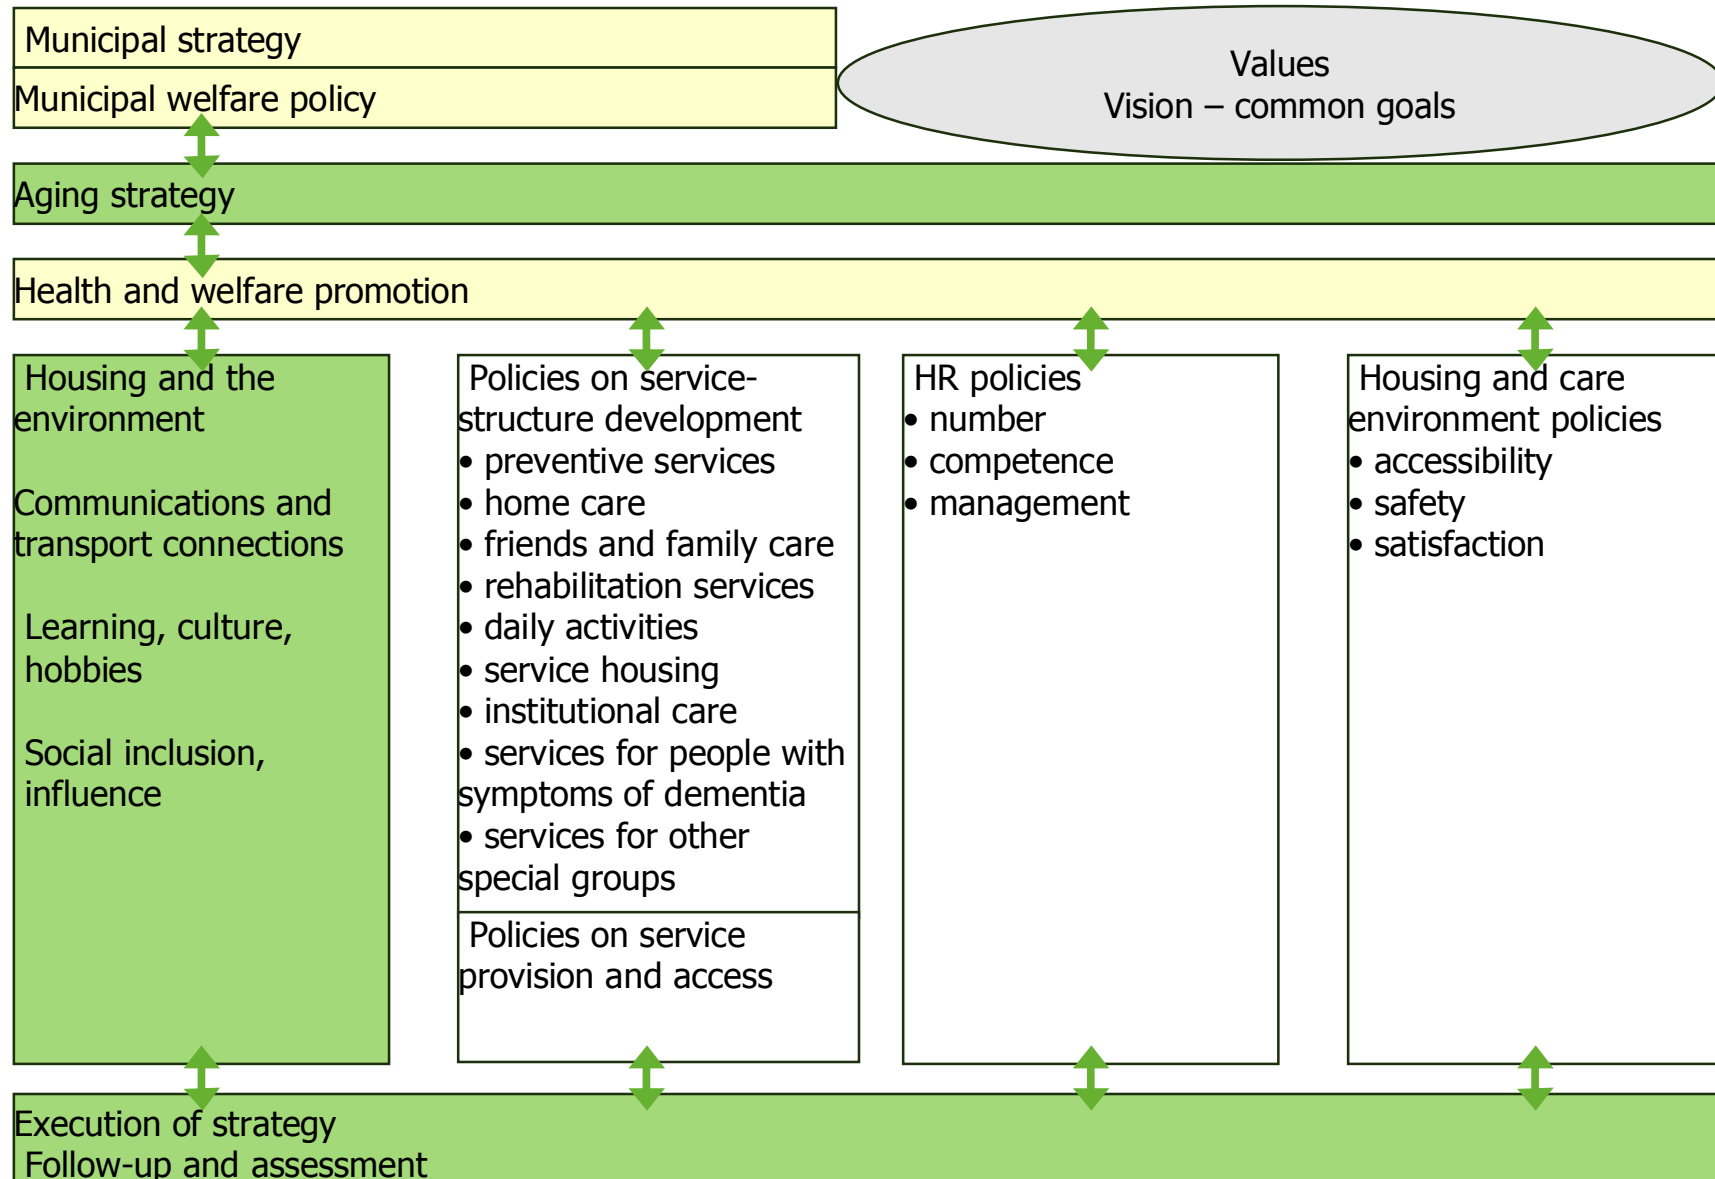 Municipal strategy
Municipal welfare policy
Values
Vision – common goals
Aging strategy
Health and welfare promotion
Housing and the
environment
Communications and
transport connections
Learning, culture,
hobbies
Social inclusion,
influence
Policies on service-
structure development
• preventive services
• home care
• friends and family care
• rehabilitation services
• daily activities
• service housing
• institutional care
• services for people with
symptoms of dementia
• services for other
special groups
Policies on service
provision and access
HR policies
• number
• competence
• management
Housing and care
environment policies
• accessibility
• safety
• satisfaction
Execution of strategy
Follow-up and assessment